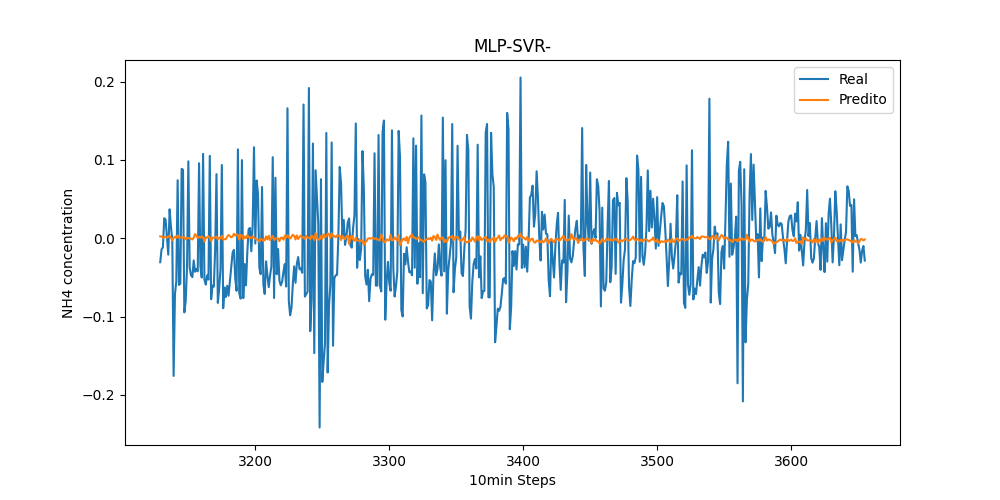 MLP-SVR-
Real
Predito
0.2
0.1
0.0
−0.1
−0.2
NH4 concentration
3200 3300 3400 3500 3600
10min Steps